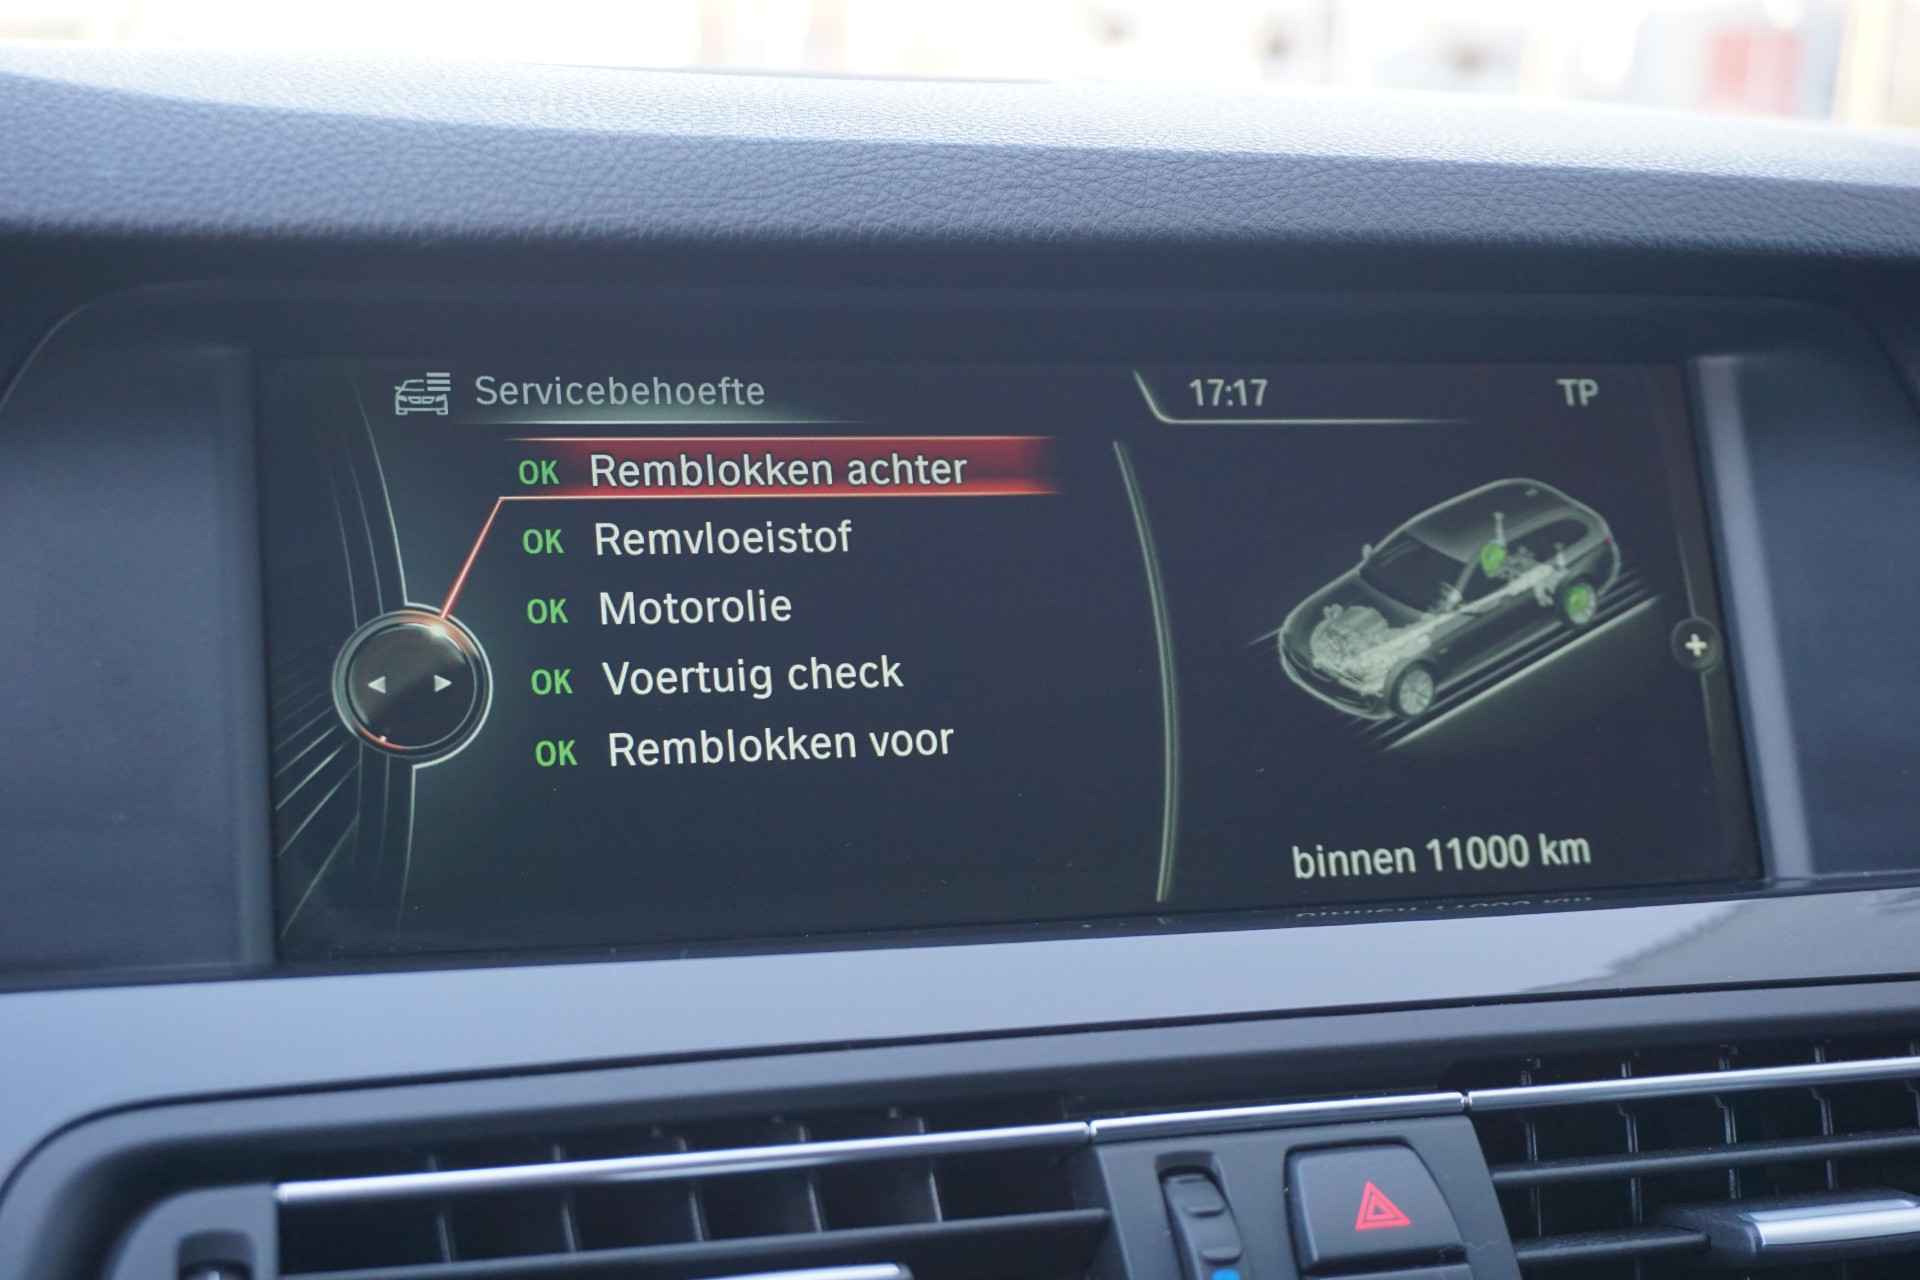 Servicebehoefte
17:17
TP
OK Remblokken achter
OK Remvloeistof
OK Motorolie
OK Voertuig check
OK Remblokken voor
binnen 11000 km